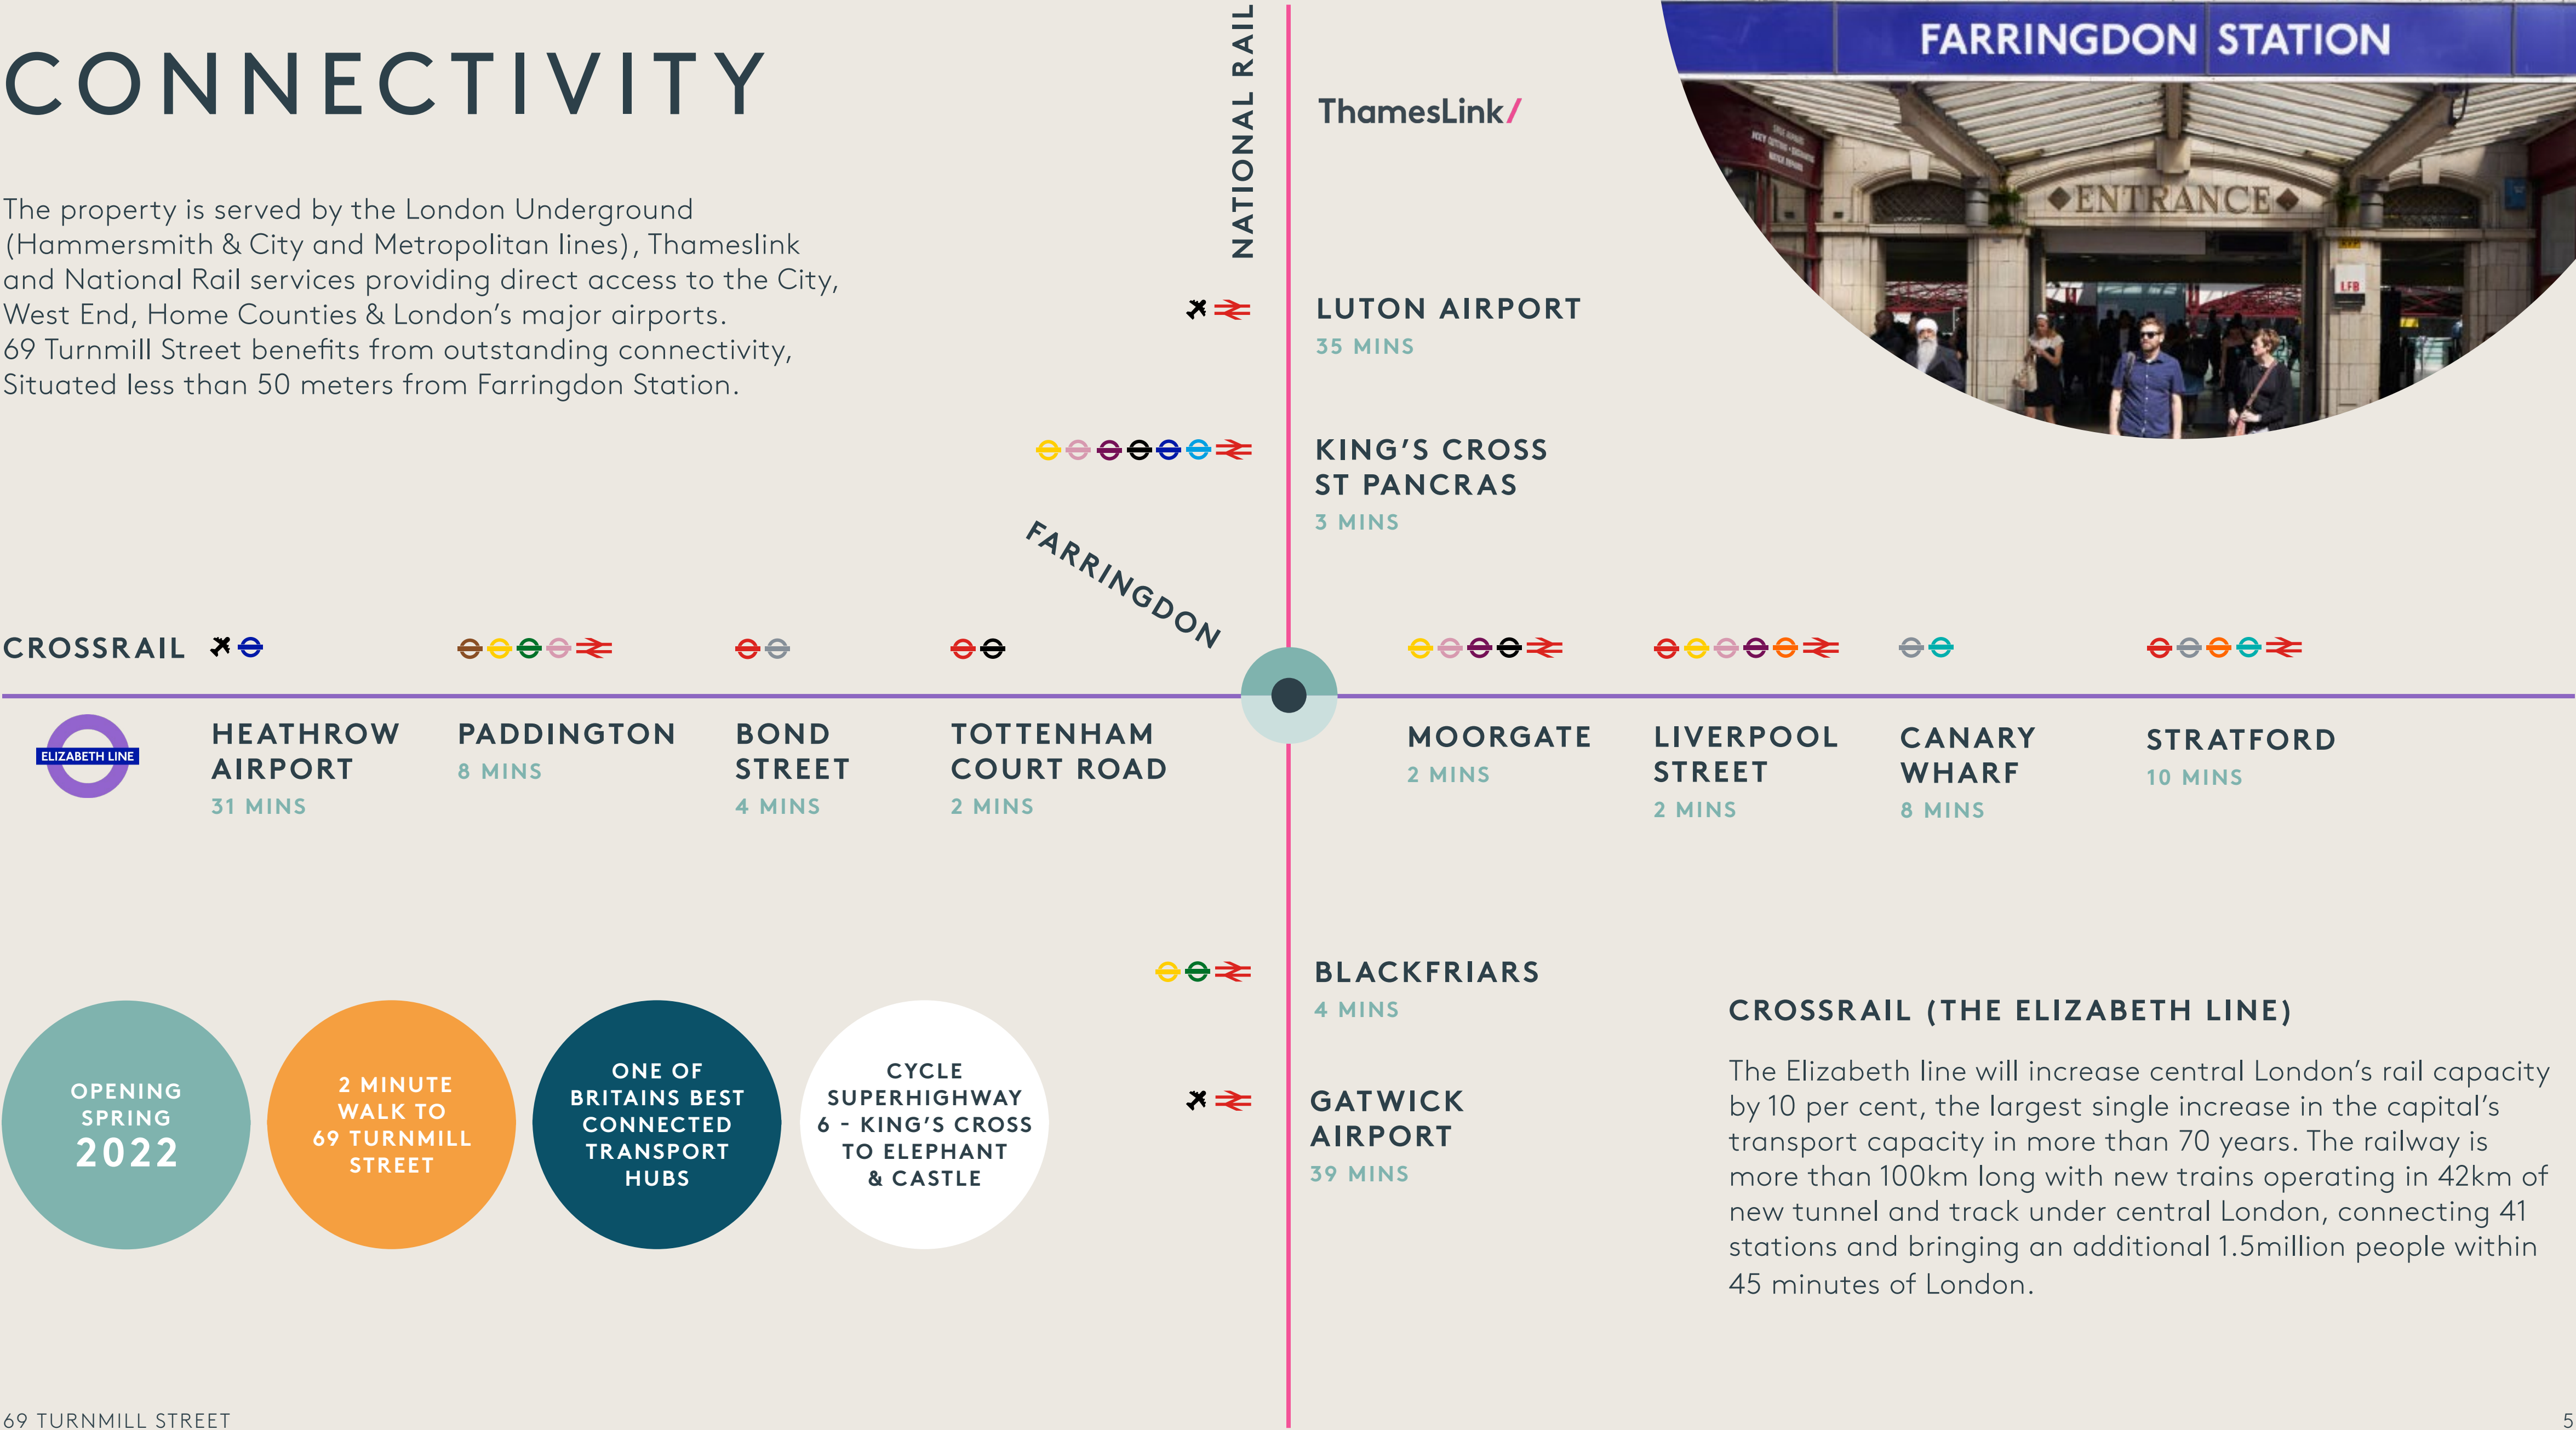 CONNECTIVITY
The property is served by the London Underground
(Hammersmith & City and Metropolitan lines), Thameslink
and National Rail services providing direct access to the City,
West End, Home Counties & London's major airports.
69 Turnmill Street benefits from outstanding connectivity,
Situated less than 50 meters from Farringdon Station.
NATIONAL RAIL
ThamesLink/
FARRINGDON STATION
ENTRANCE
LFB
LUTON AIRPORT
35 MINS
KING'S CROSS
ST PANCRAS
3 MINS
FARRINGDON
CROSSRAIL
ELIZABETH LINE
HEATHROW
AIRPORT
31 MINS
PADDINGTON
8 MINS
BOND
STREET
4 MINS
TOTTENHAM
COURT ROAD
2 MINS
MOORGATE
2 MINS
LIVERPOOL
STREET
2 MINS
CANARY
WHARF
8 MINS
STRATFORD
10 MINS
BLACKFRIARS
4 MINS
GATWICK
AIRPORT
39 MINS
OPENING
SPRING
2022
2 MINUTE
WALK TO
69 TURNMILL
STREET
ONE OF
BRITAINS BEST
CONNECTED
TRANSPORT
HUBS
CYCLE
SUPERHIGHWAY
6 - KING'S CROSS
TO ELEPHANT
& CASTLE
CROSSRAIL (THE ELIZABETH LINE)
The Elizabeth line will increase central London's rail capacity
by 10 per cent, the largest single increase in the capital's
transport capacity in more than 70 years. The railway is
more than 100km long with new trains operating in 42km of
new tunnel and track under central London, connecting 41
stations and bringing an additional 1.5million people within
45 minutes of London.
69 TURNMILL STREET
5